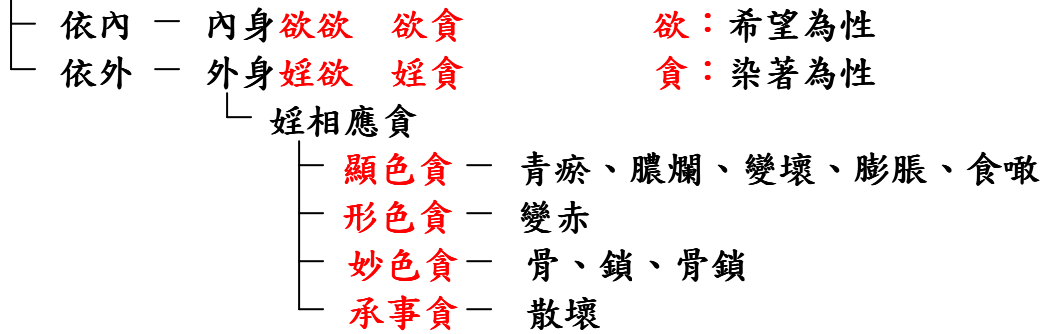 依內 － 內身欲欲 欲貪 欲：希望為性
依外 － 外身婬欲 婬貪 貪：染著為性
婬相應貪
顯色貪－ 青瘀、膿爛、變壞、膨脹、食噉
形色貪－ 變赤
妙色貪－ 骨、鎖、骨鎖
承事貪－ 散壞